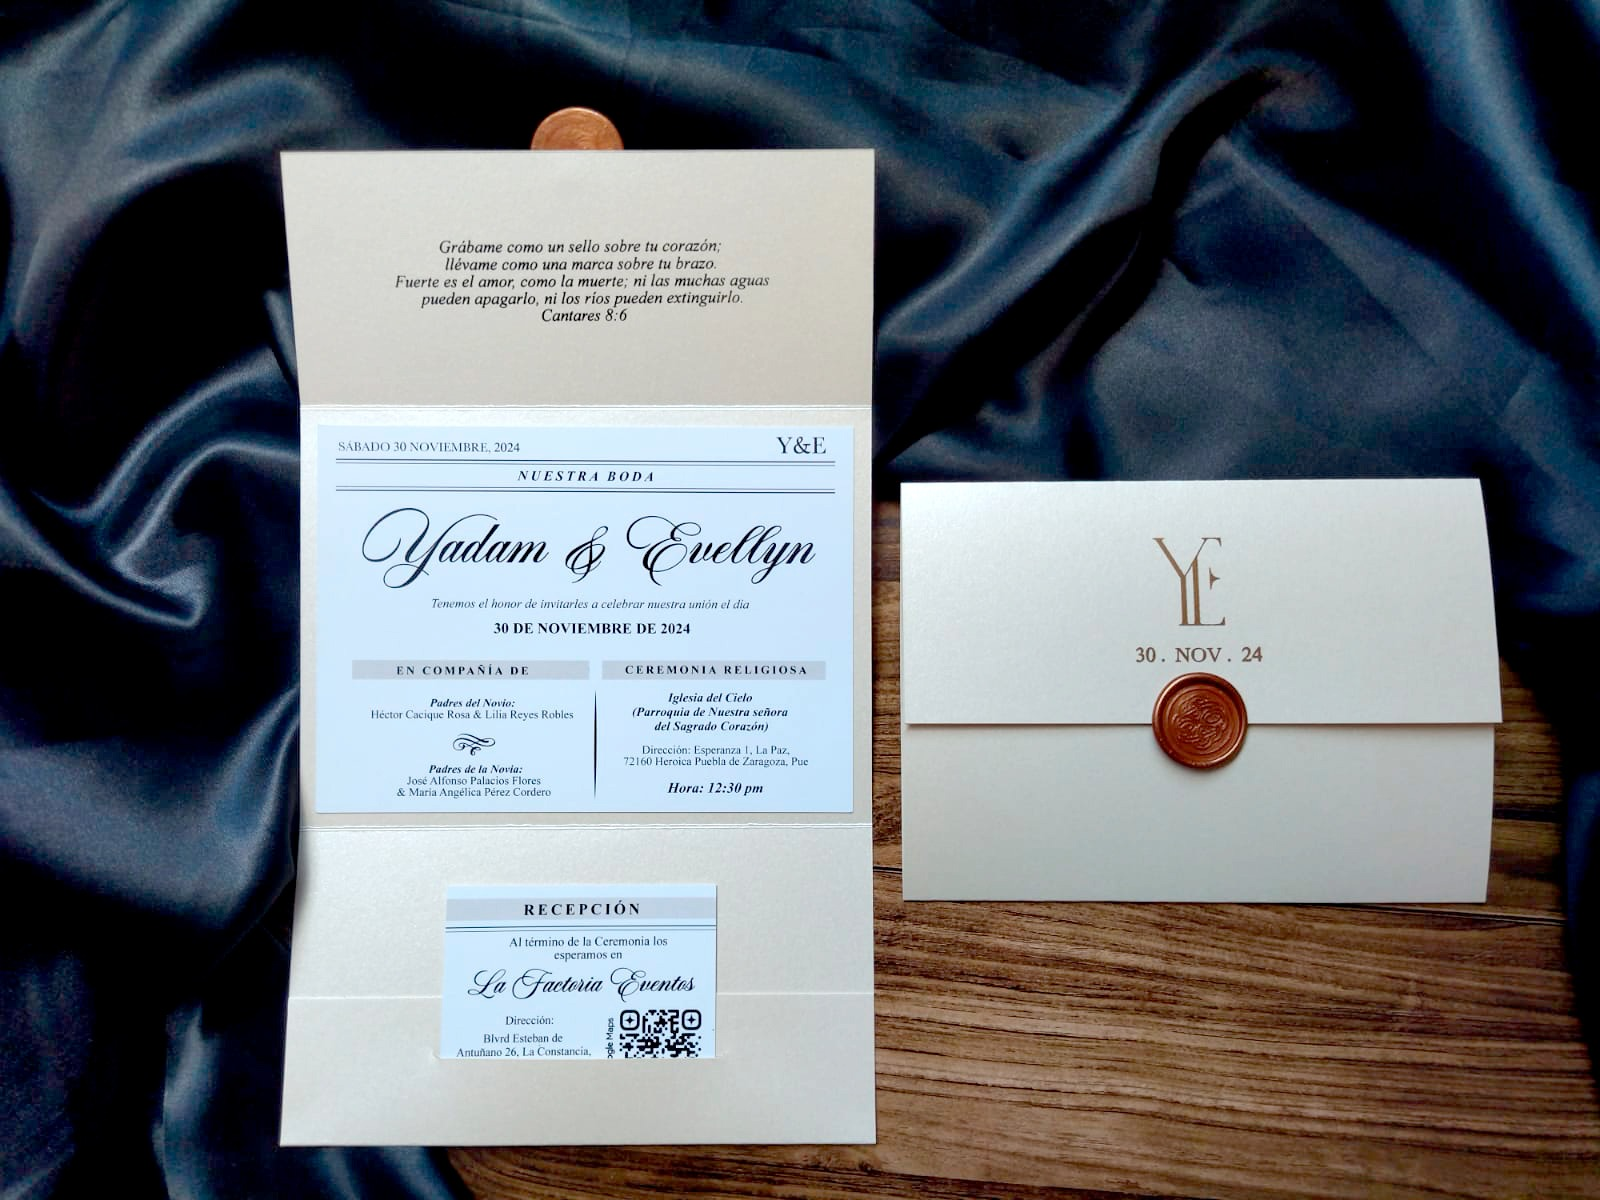 Grábame como un sello sobre tu corazón;
llévame como una marca sobre tu brazo.
Fuerte es el amor, como la muerte; ni las muchas aguas
pueden apagarlo, ni los ríos pueden extinguirlo.
Cantares 8:6
SÁBADO 30 NOVIEMBRE, 2024
Y&E
NUESTRA BODA
Yadam & Evellyn
Tenemos el honor de invitarles a celebrar nuestra unión el día
30 DE NOVIEMBRE DE 2024
EN COMPAÑÍA DE
Padres del Novio:
Héctor Cacique Rosa & Lilia Reyes Robles
Padres de la Novia:
José Alfonso Palacios Flores
& María Angélica Pérez Cordero
CEREMONIA RELIGIOSA
Iglesia del Cielo
(Parroquia de Nuestra señora
del Sagrado Corazón)
Dirección: Esperanza 1, La Paz,
72160 Heroica Puebla de Zaragoza, Pue
Hora: 12:30 pm
RECEPCIÓN
Al término de la Ceremonia los
esperamos en
La Factoria Eventos
Dirección:
Blvrd Esteban de
Antuñano 26, La Constancia,
ogle Maps
YE
30 . NOV . 24